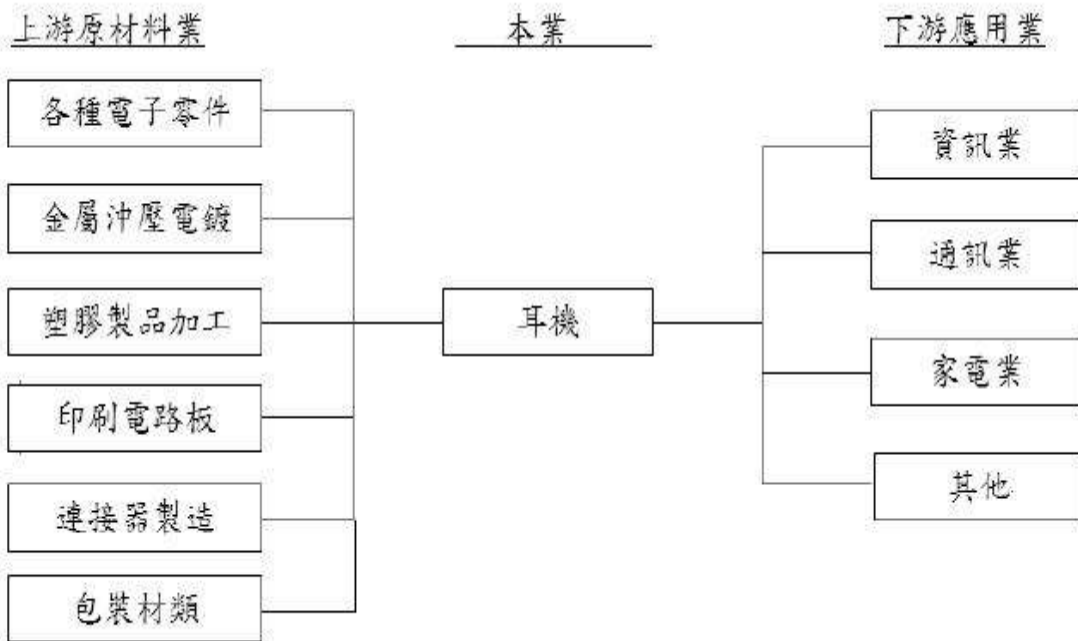 上游原材料業
本業
下游應用業
各種電子零件
金屬沖壓電鍍
塑膠製品加工
印刷電路板
連接器製造
包裝材類
耳機
資訊業
通訊業
家電業
其他